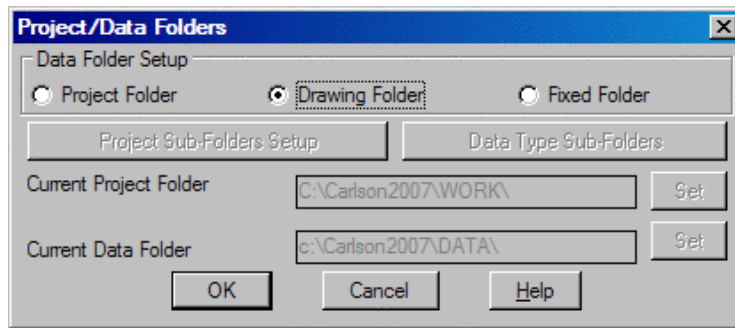 Project/Data Folders
Data Folder Setup
Project Folder Drawing Folder Fixed Folder
Project Sub-Folders Setup Data Type Sub-Folders
Current Project Folder C:\Carlson2007\WORK\ Set
Current Data Folder c:\Carlson2007\DATA\ Set
OK Cancel Help